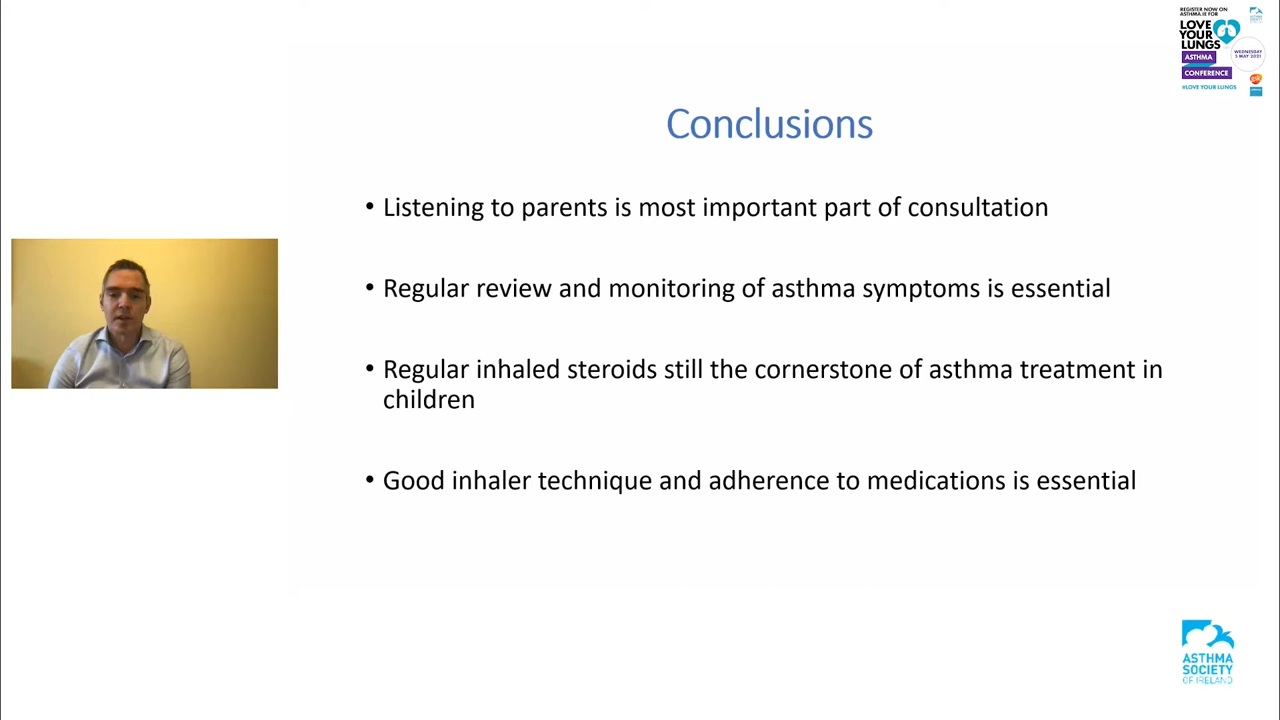 REGISTER NOW ON
ASTHMA.IE FOR
LOVE
YOUR
LUNGS
ASTHMA
CONFERENCE
WEDNESDAY
5 MAY 2021
#LOVE YOUR LUNGS
Conclusions
• Listening to parents is most important part of consultation
• Regular review and monitoring of asthma symptoms is essential
• Regular inhaled steroids still the cornerstone of asthma treatment in
children
• Good inhaler technique and adherence to medications is essential
ASTHMA
SOCIETY
OF IRELAND